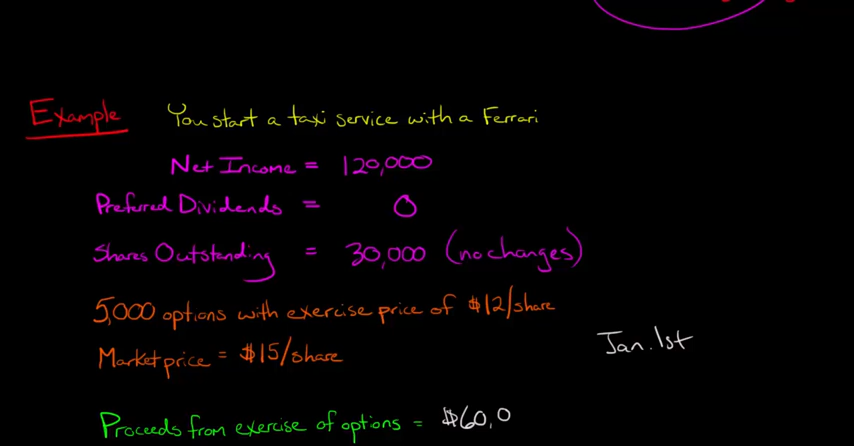 Example
You start a taxi service with a Ferrari
Net Income = 120,000
Preferred Dividends = 0
Shares Outstanding = 30,000 (no changes)
5,000 options with exercise price of $12/share
Market price = $15/share
Jan. 1st
Proceeds from exercise of options = $60,0